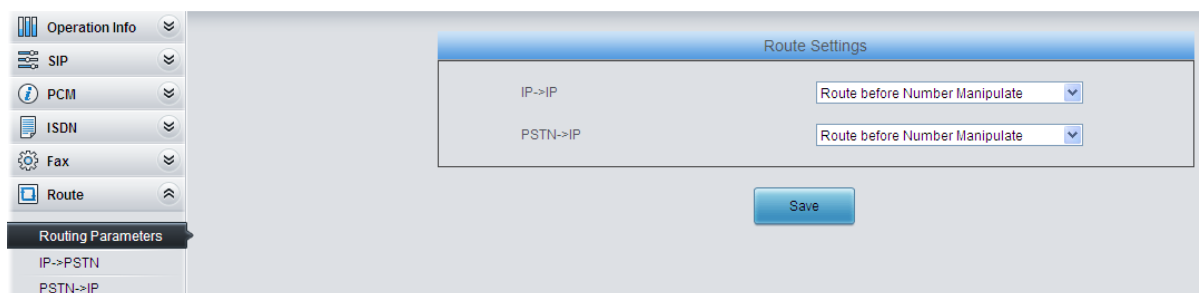 Operation Info
SIP
PCM
ISDN
Fax
Route
Routing Parameters
IP->PSTN
PSTN->IP
Route Settings
IP->IP
Route before Number Manipulate
PSTN->IP
Route before Number Manipulate
Save